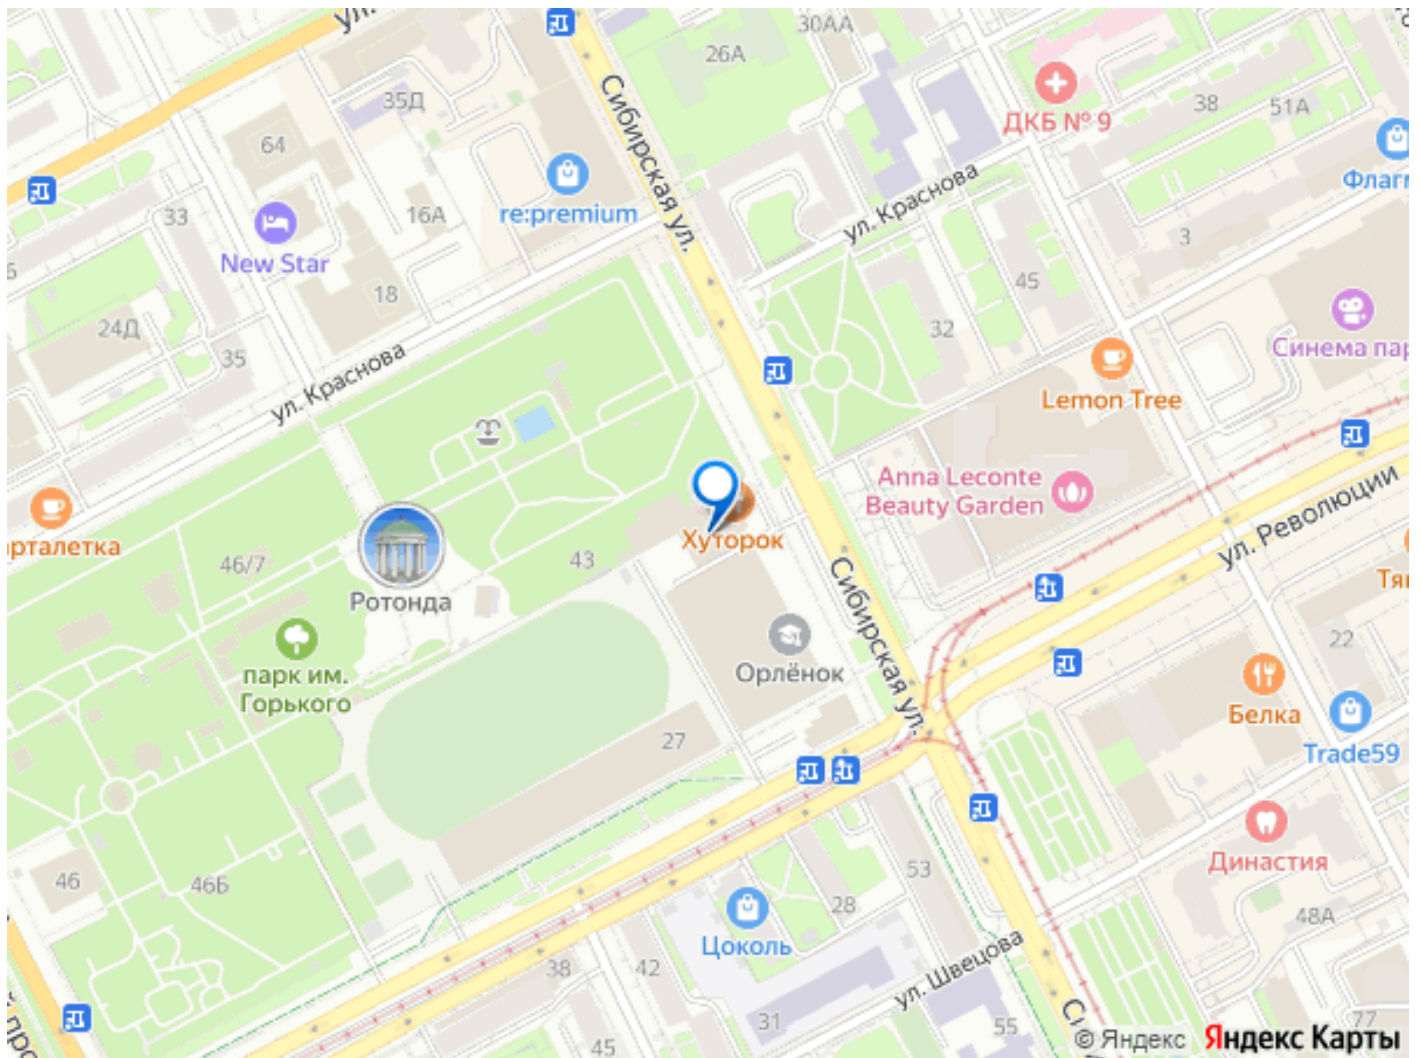 ул.
30АА
26А
35Д
Сибирская ул.
38
51А
ДКБ № 9
64
Флагм
33
16А
re:premium
ул. Краснова
3
New Star
18
45
24Д
35
32
Синема пар
ул. Краснова
Lemon Tree
Anna Leconte
Beauty Garden
ул. Революции
арталетка
46/7
43
Хуторок
Тян
Ротонда
Сибирская ул.
22
парк им.
Горького
Орлёнок
Белка
27
Trade59
46
46Б
53
Династия
28
48А
Цоколь
38
42
ул. Швецова
31
55
77
45
© Яндекс Яндекс Карты